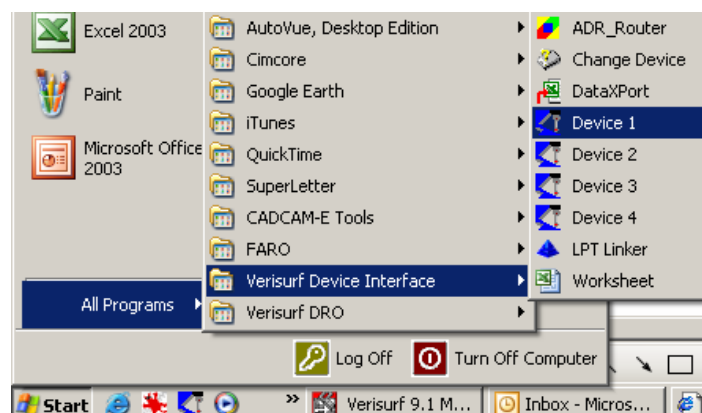 Excel 2003
Paint
Microsoft Office
2003
All Programs
AutoVue, Desktop Edition
Cimcore
Google Earth
iTunes
QuickTime
SuperLetter
CADCAM-E Tools
FARO
Verisurf Device Interface
Verisurf DRO
ADR_Router
Change Device
DataXPort
Device 1
Device 2
Device 3
Device 4
LPT Linker
Worksheet
Log Off
Turn Off Computer
Start
»
Verisurf 9.1 M...
Inbox - Micros...